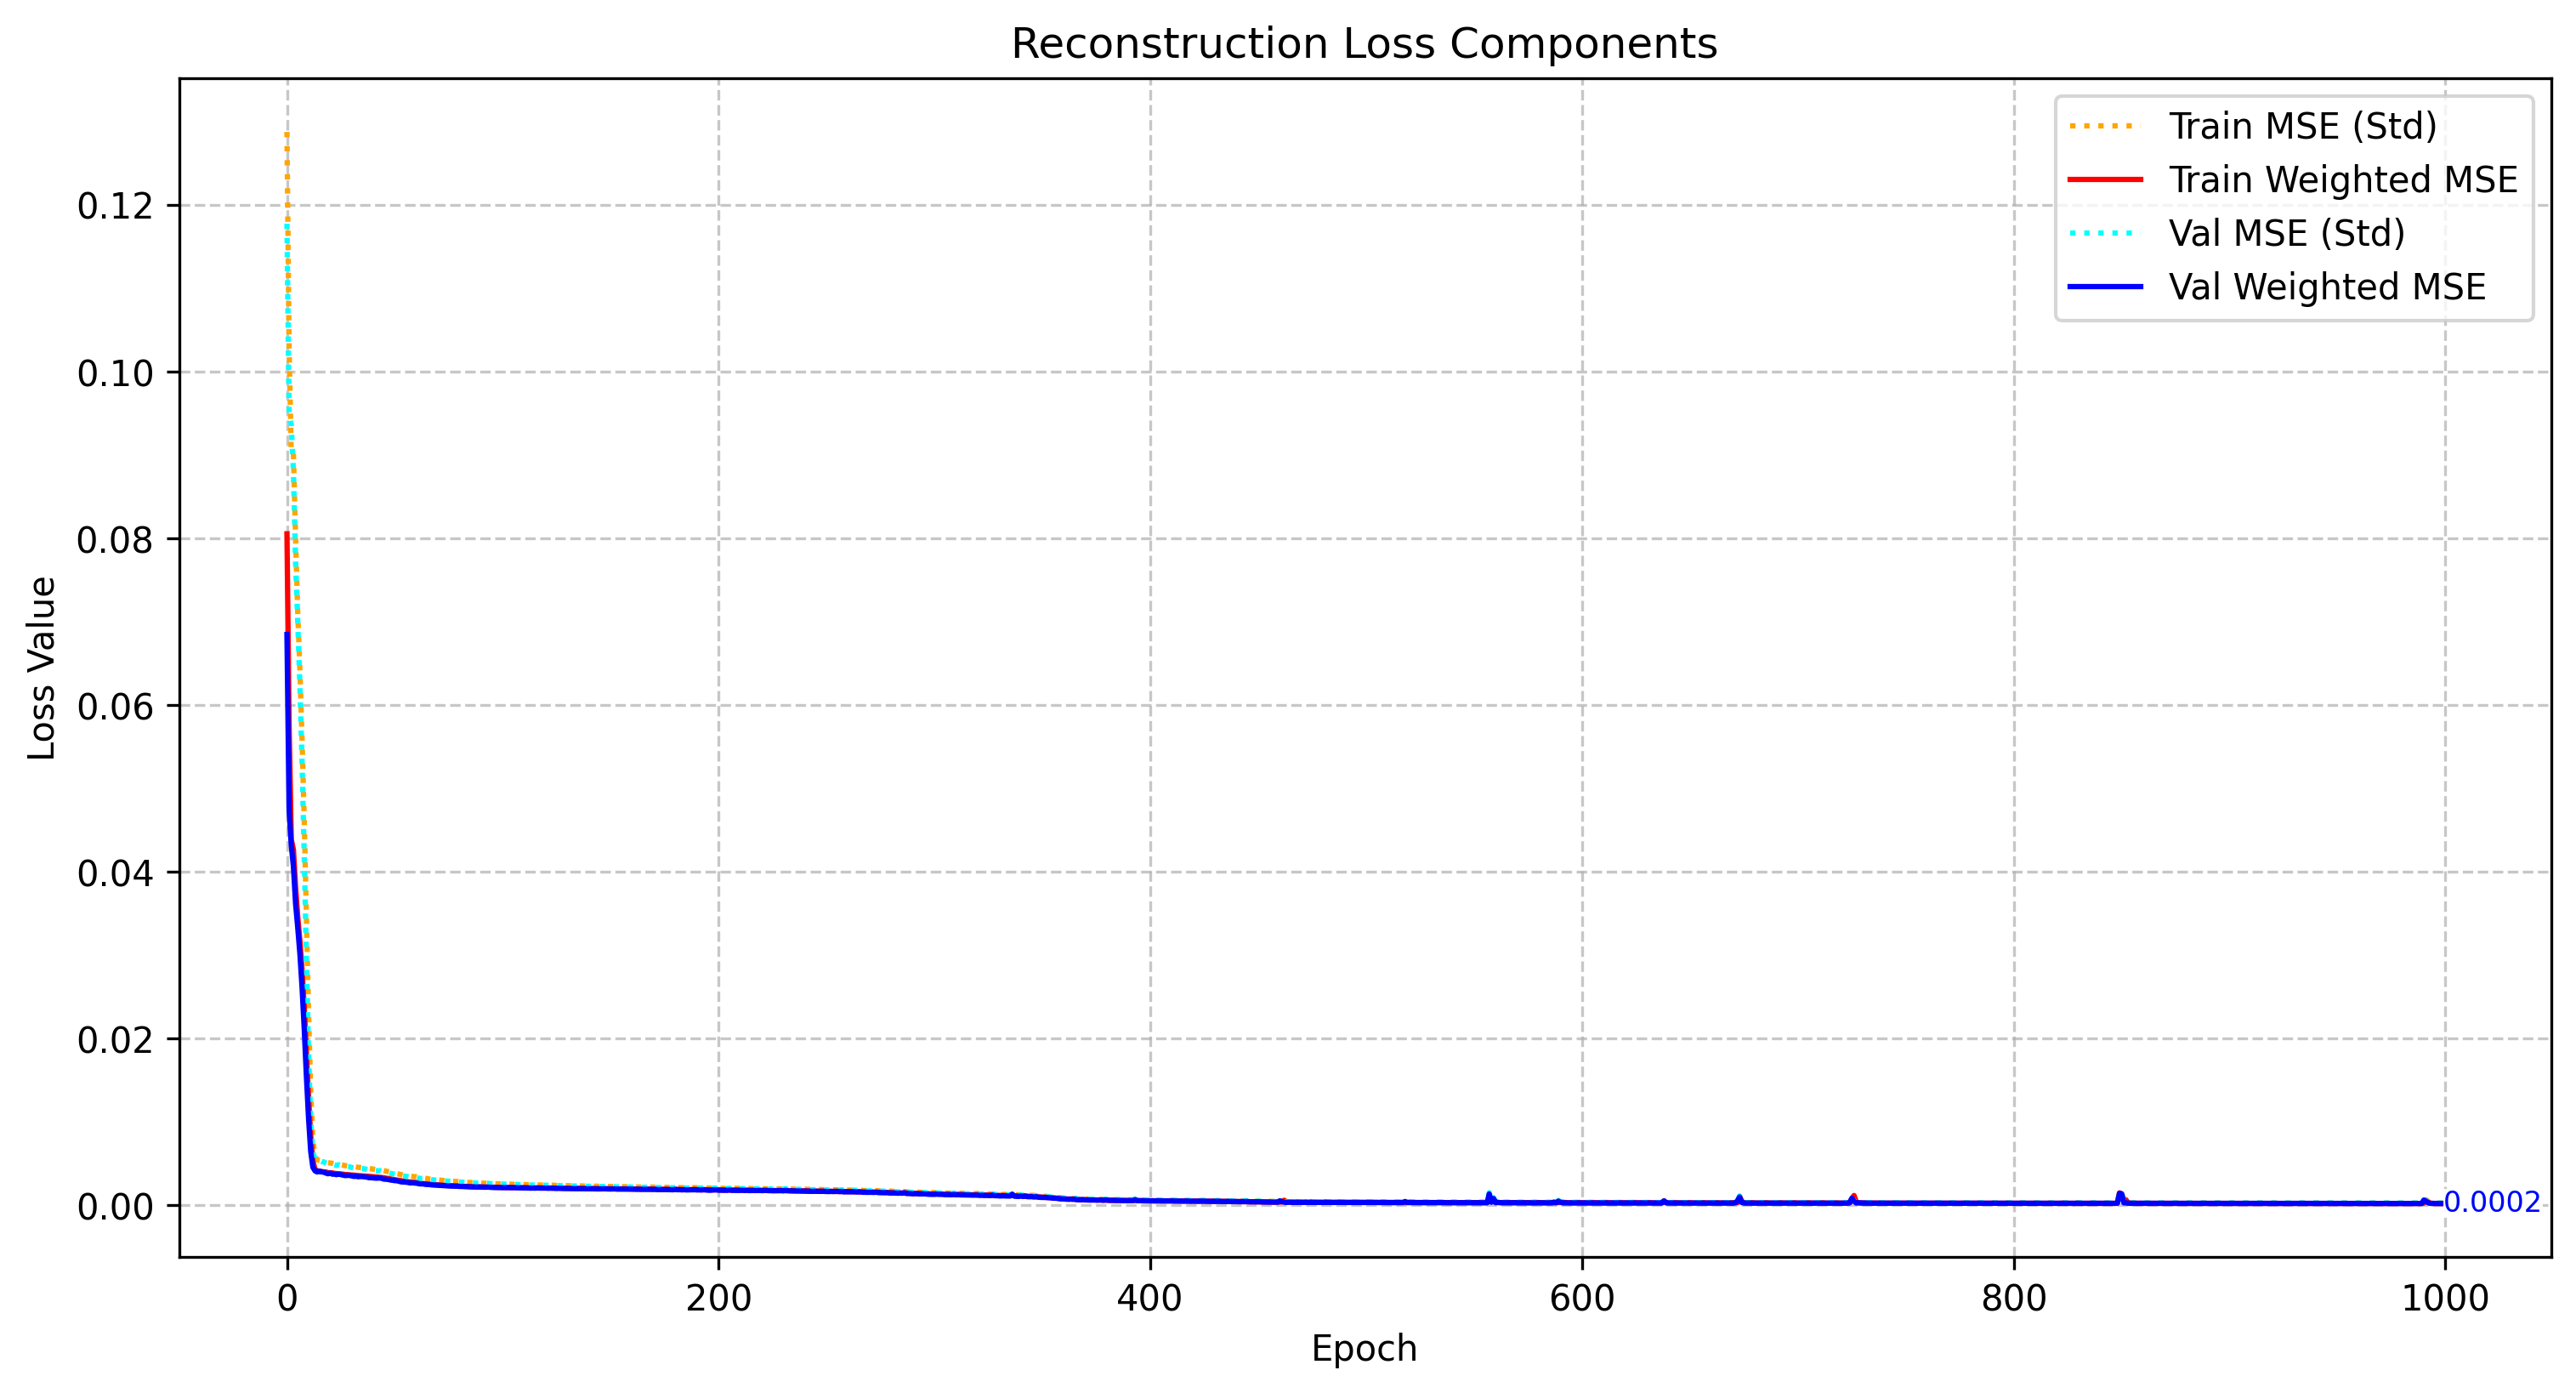 Reconstruction Loss Components
Train MSE (Std)
Train Weighted MSE
Val MSE (Std)
Val Weighted MSE
0.12
0.10
0.08
0.06
0.04
0.02
0.00
Loss Value
0.0002
0
200
400
600
800
1000
Epoch